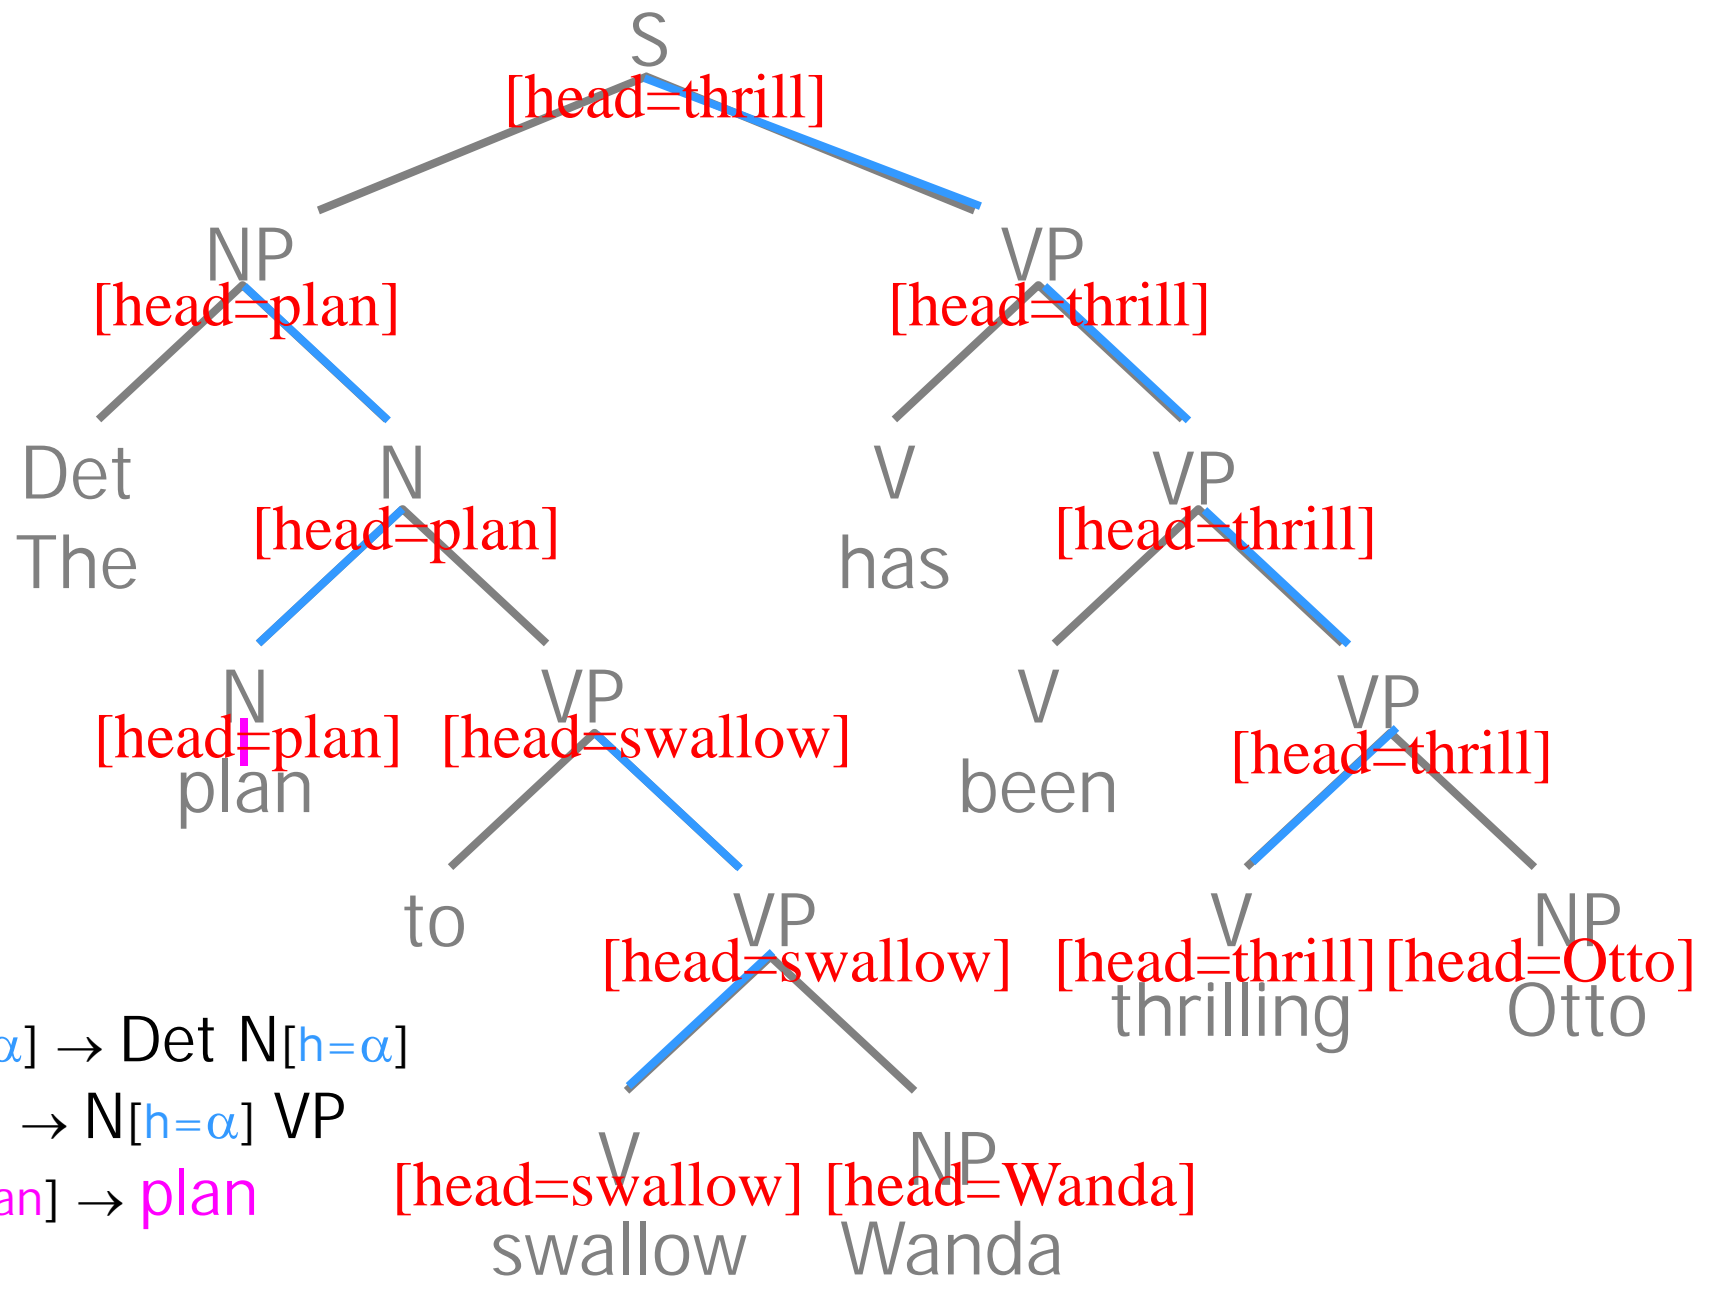 S
[head=thrill]
NP VP
[head=plan] [head=thrill]
Det N V VP
[head=plan] [head=thrill]
The has
N VP V VP
[head=plan] [head=swallow] [head=thrill]
plan been
to VP V NP
[head=swallow] [head=thrill] [head=Otto]
thrilling Otto
α] → Det N[h=α]
→ N[h=α] VP
V NP
an] → plan [head=swallow] [head=Wanda]
swallow Wanda